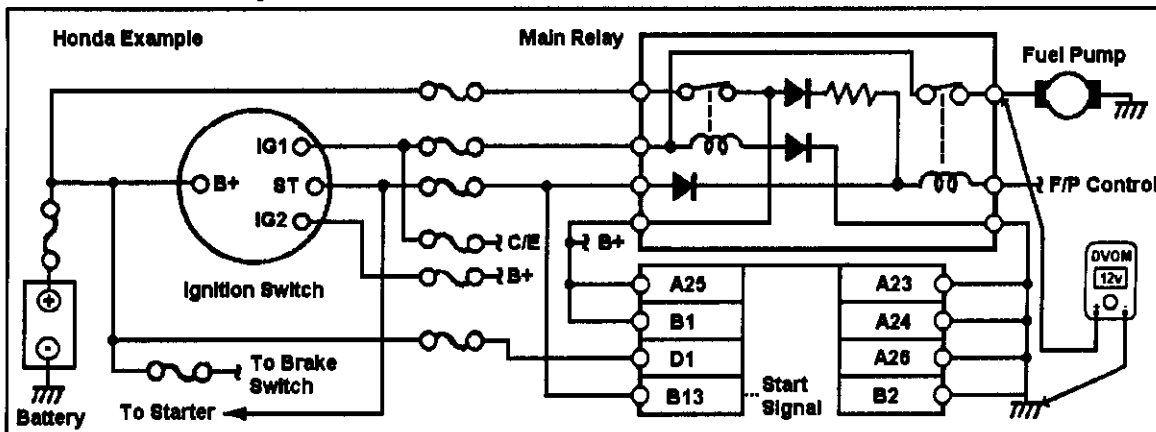 Honda Example
Main Relay
Fuel Pump
IG1
B+
ST
F/P Control
IG2
C/E
B+
B+
DVOM
12v
+ -
Ignition Switch
A25
A23
B1
A24
+
-
D1
A26
To Brake
Switch
B13
Start
Signal
B2
Battery
To Starter